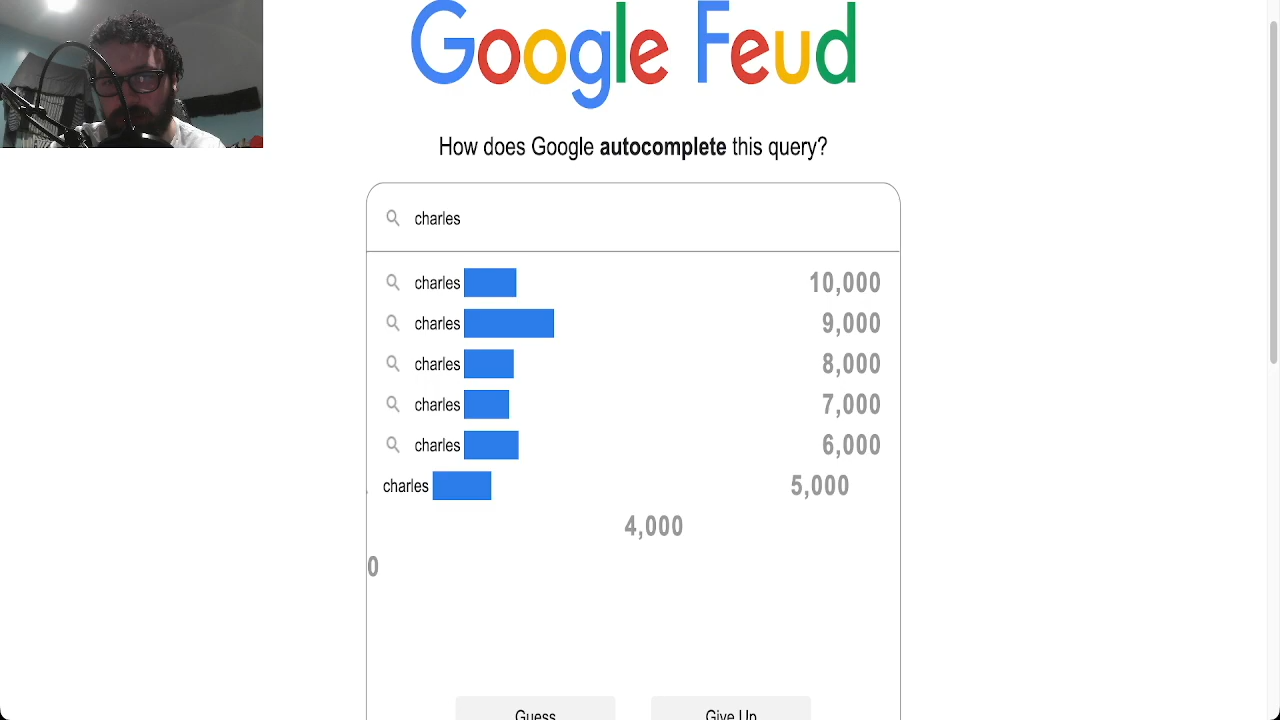 Google Feud
How does Google autocomplete this query?
charles
charles 10,000
charles 9,000
charles 8,000
charles 7,000
charles 6,000
charles 5,000
4,000
0
Guess Give Up